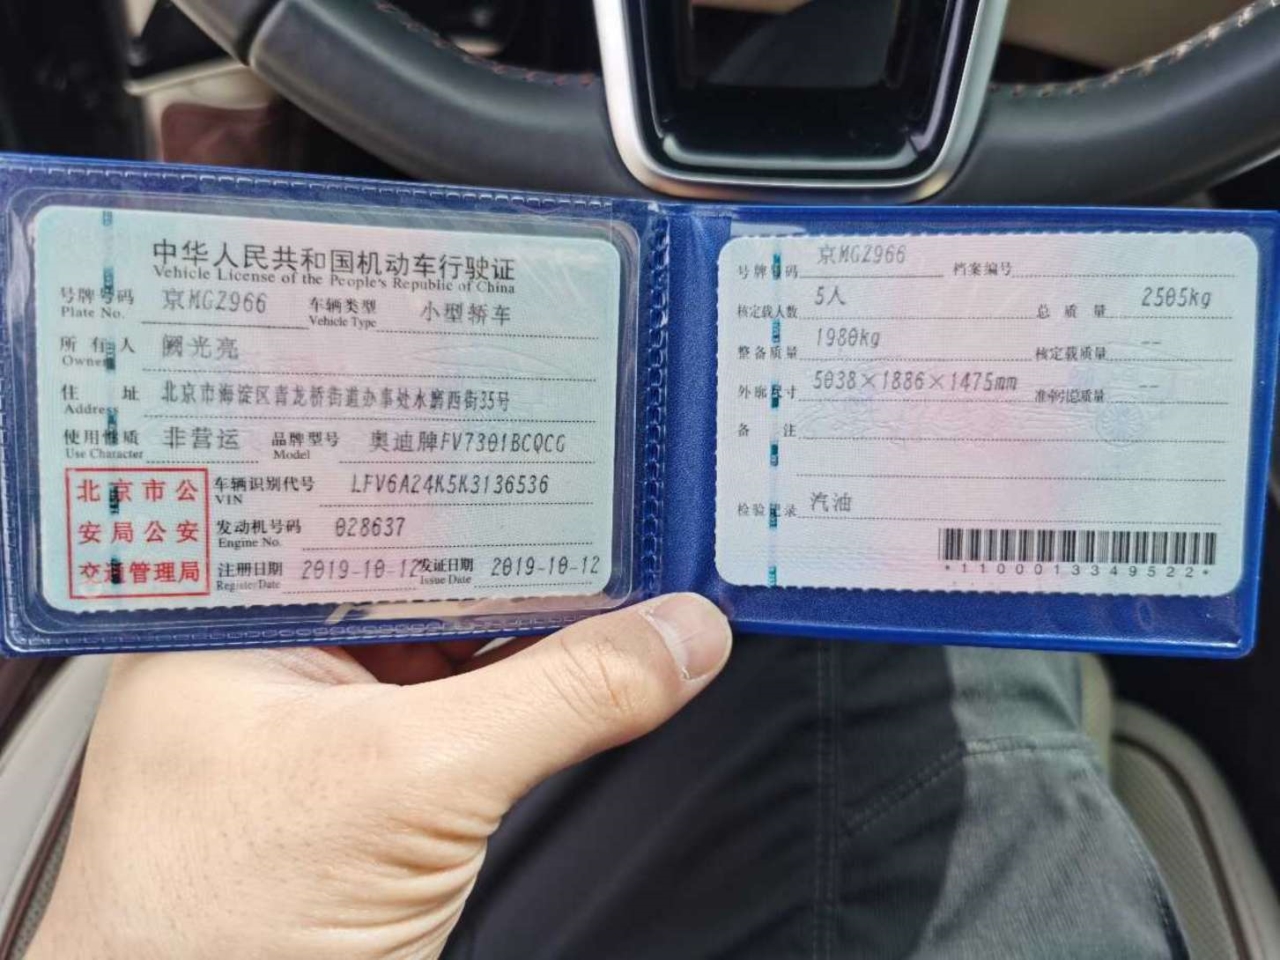 中华人民共和国机动车行驶证
Vehicle License of the People's Republic of China
号牌号码 京MGZ966 车辆类型 小型轿车
Plate No. Vehicle Type
所有人 阙光亮
Owner
住址 北京市海淀区青龙桥街道办事处水磨西街35号
Address
使用性质 非营运 品牌型号 奥迪牌FV7301BCQCG
Use Character Model
北京市公
安局公安
交通管理局
车辆识别代号 LFV6A24K5K3136536
VIN
发动机号码 028637
Engine No.
注册日期 2019-10-12 发证日期 2019-10-12
Register Date Issue Date
号牌号码 京MGZ966 档案编号
核定载人数 5人 总质量 2505kg
整备质量 1980kg 核定载质量 --
外廓尺寸 5038×1886×1475mm 准牵引总质量 --
备注
检验记录 汽油
*1100013349522*